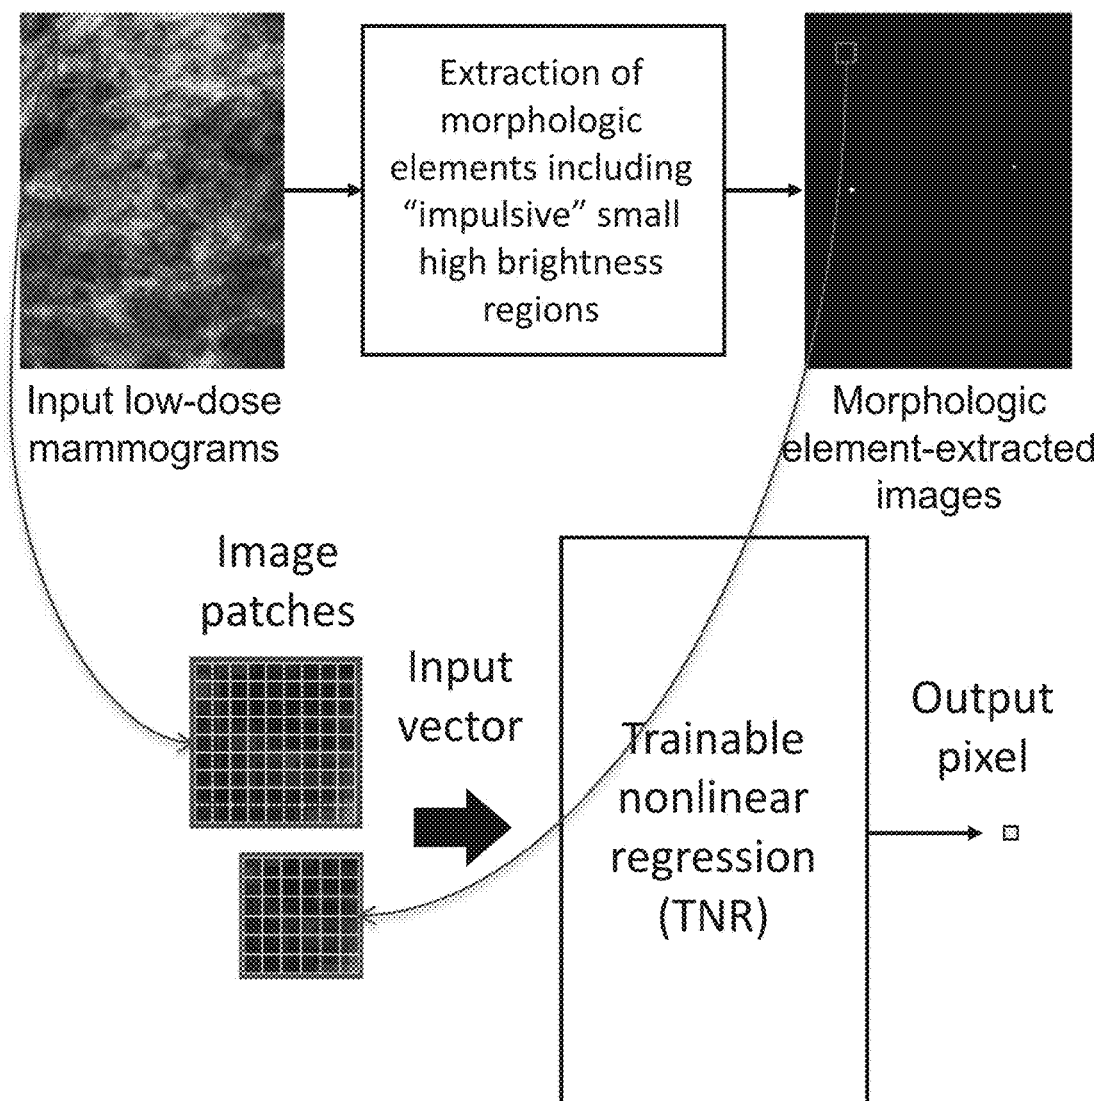 Extraction of
morphologic
elements including
“impulsive” small
high brightness
regions
Input low-dose
mammograms
Morphologic
element-extracted
images
Image
patches
Input
vector
Trainable
nonlinear
regression
(TNR)
Output
pixel